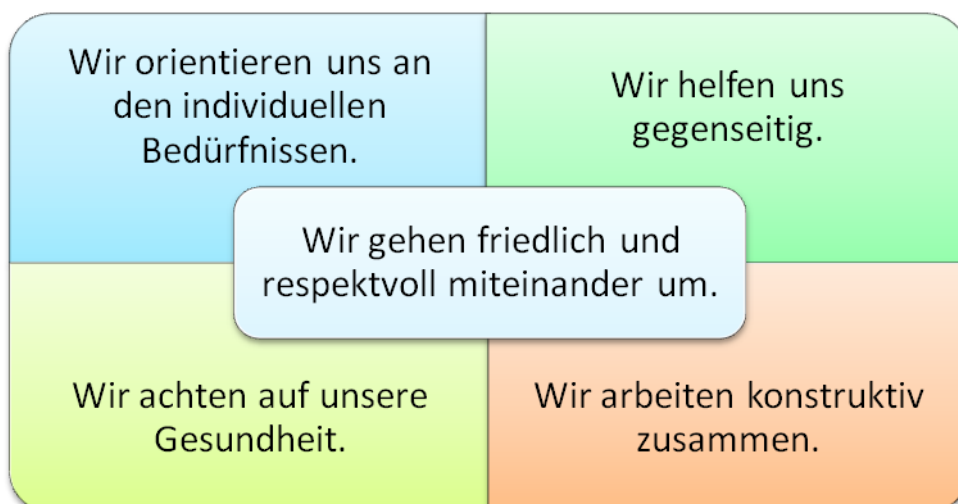 Wir orientieren uns an
den individuellen
Bedürfnissen.
Wir helfen uns
gegenseitig.
Wir gehen friedlich und
respektvoll miteinander um.
Wir achten auf unsere
Gesundheit.
Wir arbeiten konstruktiv
zusammen.